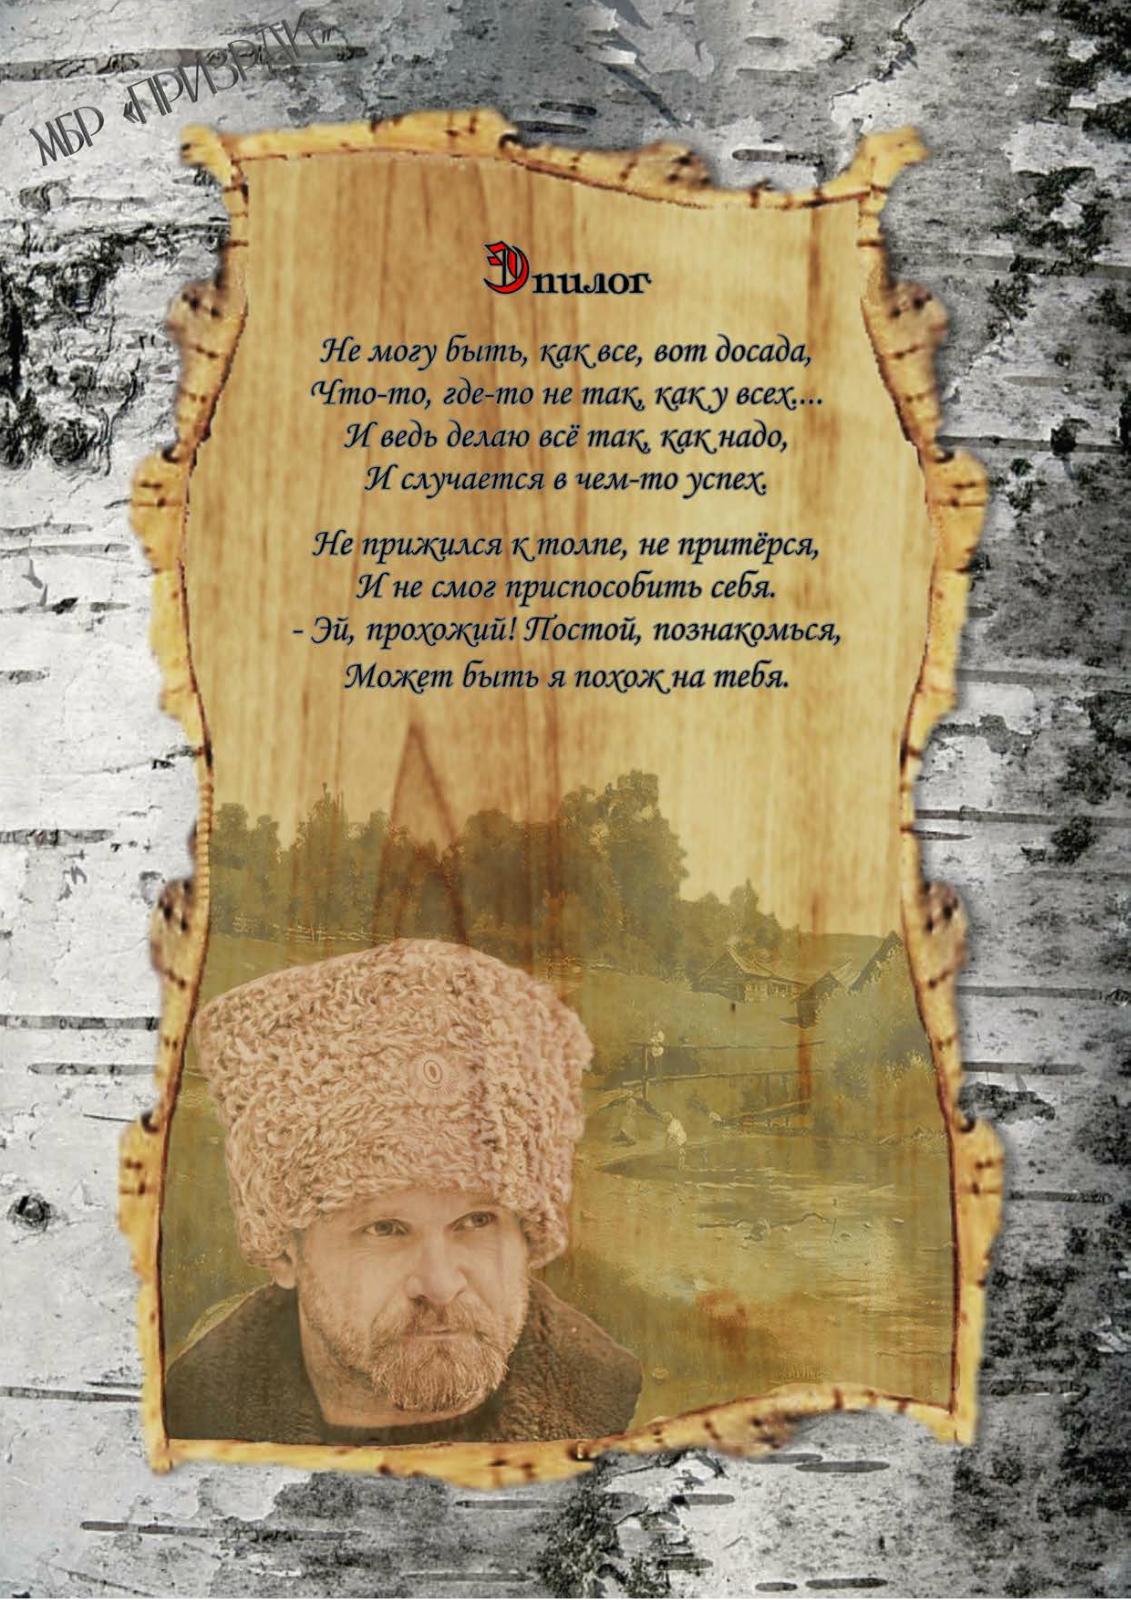 МБР «ПРИЗРАК»
Эпилог
Не могу быть, как все, вот досада,
Что-то, где-то не так, как у всех....
И ведь делаю всё так, как надо,
И случается в чем-то успех.
Не прижился к толпе, не притёрся,
И не смог приспособить себя.
- Эй, прохожий! Постой, познакомься,
Может быть я похож на тебя.